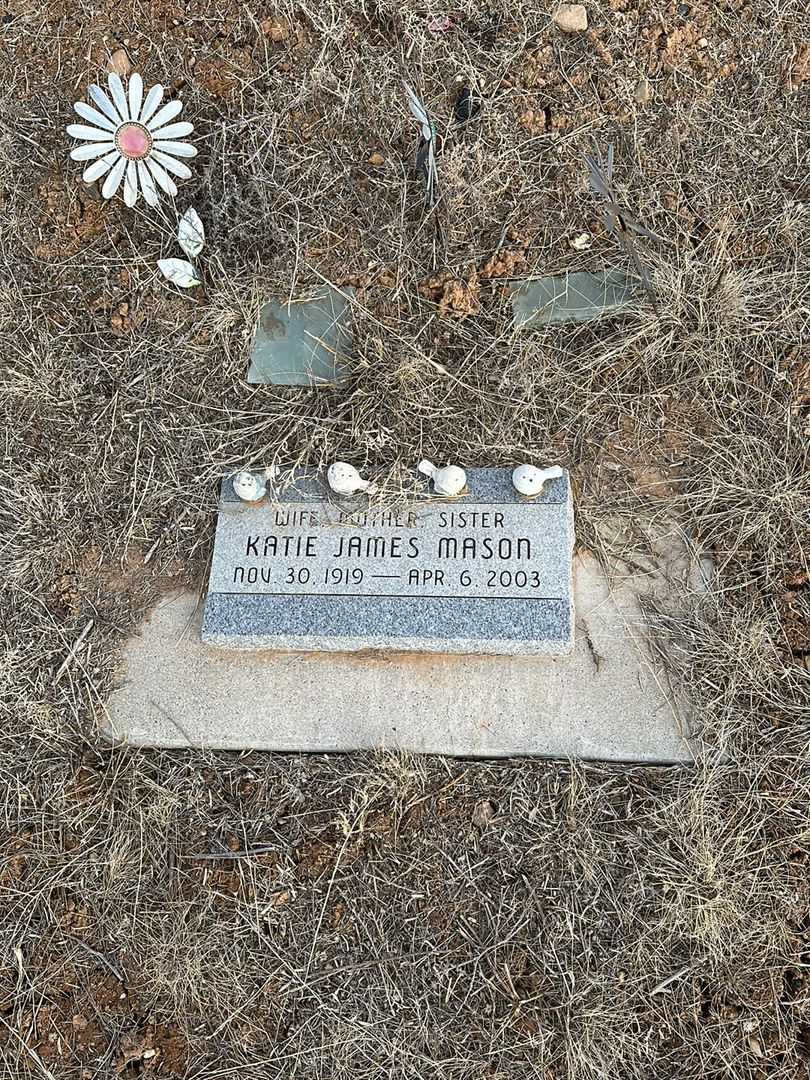 WIFE, MOTHER, SISTER
KATIE JAMES MASON
NOV. 30, 1919 — APR. 6, 2003